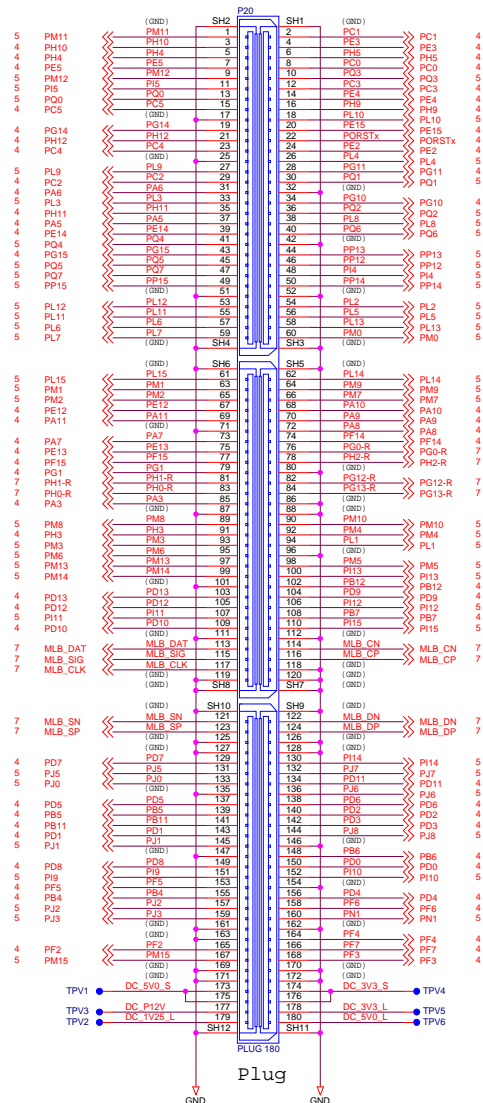 P20
(GND) SH2 SH1 (GND)
5 PM11 PM11 1 2 PC1 PC1 4
4 PH10 PH10 3 4 PE3 PE3 4
4 PH4 PH4 5 6 PH5 PH5 4
4 PE5 PE5 7 8 PC0 PC0 4
5 PM12 PM12 9 10 PQ3 PQ3 5
5 PI5 PI5 11 12 PC3 PC3 4
5 PQ0 PQ0 13 14 PE4 PE4 4
4 PC5 PC5 15 16 PH9 PH9 4
(GND) 17 18 PL10 PL10 5
4 PG14 PG14 19 20 PE15 PE15 4
4 PH12 PH12 21 22 PORSTx PORSTx 4
4 PC4 PC4 23 24 PE2 PE2 4
(GND) 25 26 PL4 PL4 5
5 PL9 PL9 27 28 PG11 PG11 4
4 PC2 PC2 29 30 PQ1 PQ1 5
4 PA6 PA6 31 32 (GND)
5 PL3 PL3 33 34 PG10 PG10 4
4 PH11 PH11 35 36 PQ2 PQ2 5
4 PA5 PA5 37 38 PL8 PL8 5
4 PE14 PE14 39 40 PQ6 PQ6 5
5 PQ4 PQ4 41 42 (GND)
4 PG15 PG15 43 44 PP13 PP13 5
5 PQ5 PQ5 45 46 PP12 PP12 5
5 PQ7 PQ7 47 48 PI4 PI4 5
5 PP15 PP15 49 50 PP14 PP14 5
(GND) 51 52 (GND)
5 PL12 PL12 53 54 PL2 PL2 5
5 PL11 PL11 55 56 PL5 PL5 5
5 PL6 PL6 57 58 PL13 PL13 5
5 PL7 PL7 59 60 PM0 PM0 5
(GND) SH4 SH3 (GND)
(GND) SH6 SH5 (GND)
5 PL15 PL15 61 62 PL14 PL14 5
5 PM1 PM1 63 64 PM9 PM9 5
5 PM2 PM2 65 66 PM7 PM7 5
4 PE12 PE12 67 68 PA10 PA10 4
4 PA11 PA11 69 70 PA9 PA9 4
(GND) 71 72 PA8 PA8 4
4 PA7 PA7 73 74 PF14 PF14 4
4 PE13 PE13 75 76 PG0-R PG0-R 7
4 PF15 PF15 77 78 PH2-R PH2-R 7
4 PG1 PG1 79 80 (GND)
7 PH1-R PH1-R 81 82 PG12-R PG12-R 7
7 PH0-R PH0-R 83 84 PG13-R PG13-R 7
4 PA3 PA3 85 86 (GND)
(GND) 87 88 (GND)
5 PM8 PM8 89 90 PM10 PM10 5
4 PH3 PH3 91 92 PM4 PM4 5
5 PM3 PM3 93 94 PL1 PL1 5
5 PM6 PM6 95 96 (GND)
5 PM13 PM13 97 98 PM5 PM5 5
5 PM14 PM14 99 100 PI13 PI13 5
(GND) 101 102 PB12 PB12 4
4 PD13 PD13 103 104 PD9 PD9 4
4 PD12 PD12 105 106 PI12 PI12 5
5 PI11 PI11 107 108 PB7 PB7 4
4 PD10 PD10 109 110 PI15 PI15 5
(GND) 111 112 (GND)
7 MLB_DAT MLB_DAT 113 114 MLB_CN MLB_CN 7
7 MLB_SIG MLB_SIG 115 116 MLB_CP MLB_CP 7
7 MLB_CLK MLB_CLK 117 118 (GND)
(GND) 119 120 (GND)
(GND) SH8 SH7 (GND)
(GND) SH10 SH9 (GND)
7 MLB_SN MLB_SN 121 122 MLB_DN MLB_DN 7
7 MLB_SP MLB_SP 123 124 MLB_DP MLB_DP 7
(GND) 125 126 (GND)
(GND) 127 128 (GND)
4 PD7 PD7 129 130 PI14 PI14 5
5 PJ5 PJ5 131 132 PJ7 PJ7 5
5 PJ0 PJ0 133 134 PD11 PD11 4
(GND) 135 136 PJ6 PJ6 5
4 PD5 PD5 137 138 PD6 PD6 4
4 PB5 PB5 139 140 PD2 PD2 4
4 PB11 PB11 141 142 PD3 PD3 4
4 PD1 PD1 143 144 PJ8 PJ8 5
5 PJ1 PJ1 145 146 (GND)
(GND) 147 148 PB6 PB6 4
4 PD8 PD8 149 150 PD0 PD0 4
5 PI9 PI9 151 152 PI10 PI10 5
4 PF5 PF5 153 154 (GND)
4 PB4 PB4 155 156 PD4 PD4 4
5 PJ2 PJ2 157 158 PF6 PF6 4
5 PJ3 PJ3 159 160 PN1 PN1 5
(GND) 161 162 (GND)
(GND) 163 164 PF4 PF4 4
4 PF2 PF2 165 166 PF7 PF7 4
5 PM15 PM15 167 168 PF3 PF3 4
(GND) 169 170 (GND)
(GND) 171 172 (GND)
TPV1 DC_5V0_S 173 174 DC_3V3_S TPV4
175 176
TPV3 DC_P12V 177 178 DC_3V3_L TPV5
TPV2 DC_1V25_L 179 180 DC_5V0_L TPV6
(GND) SH12 SH11 (GND)
PLUG 180
Plug
GND GND